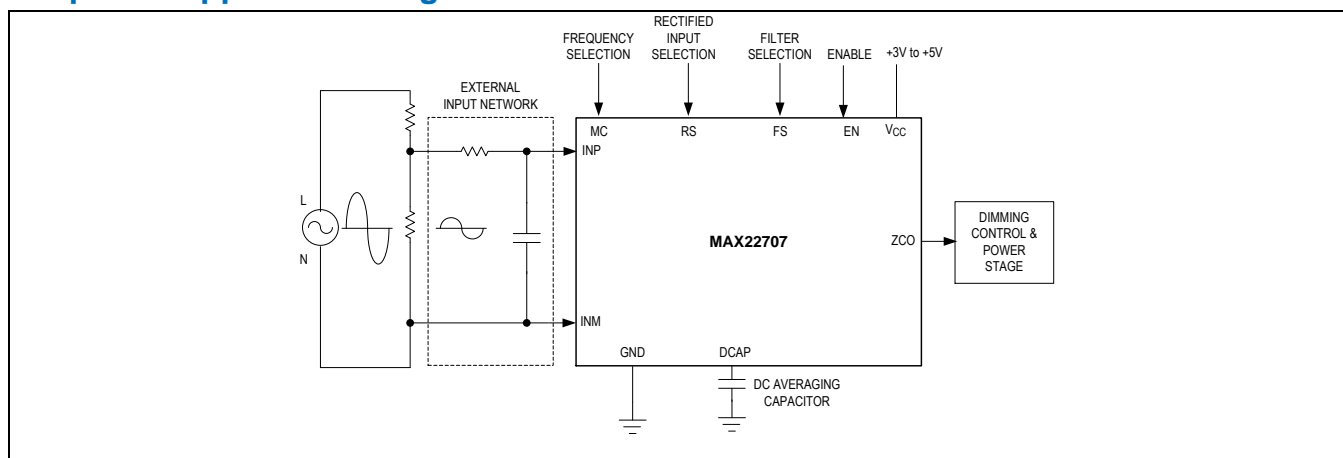 FREQUENCY
SELECTION
RECTIFIED
INPUT
SELECTION
FILTER
SELECTION
ENABLE
+3V to +5V
EXTERNAL
INPUT NETWORK
MC
RS
FS
EN
VCC
INP
L
N
MAX22707
ZCO
DIMMING
CONTROL &
POWER
STAGE
INM
GND
DCAP
DC AVERAGING
CAPACITOR